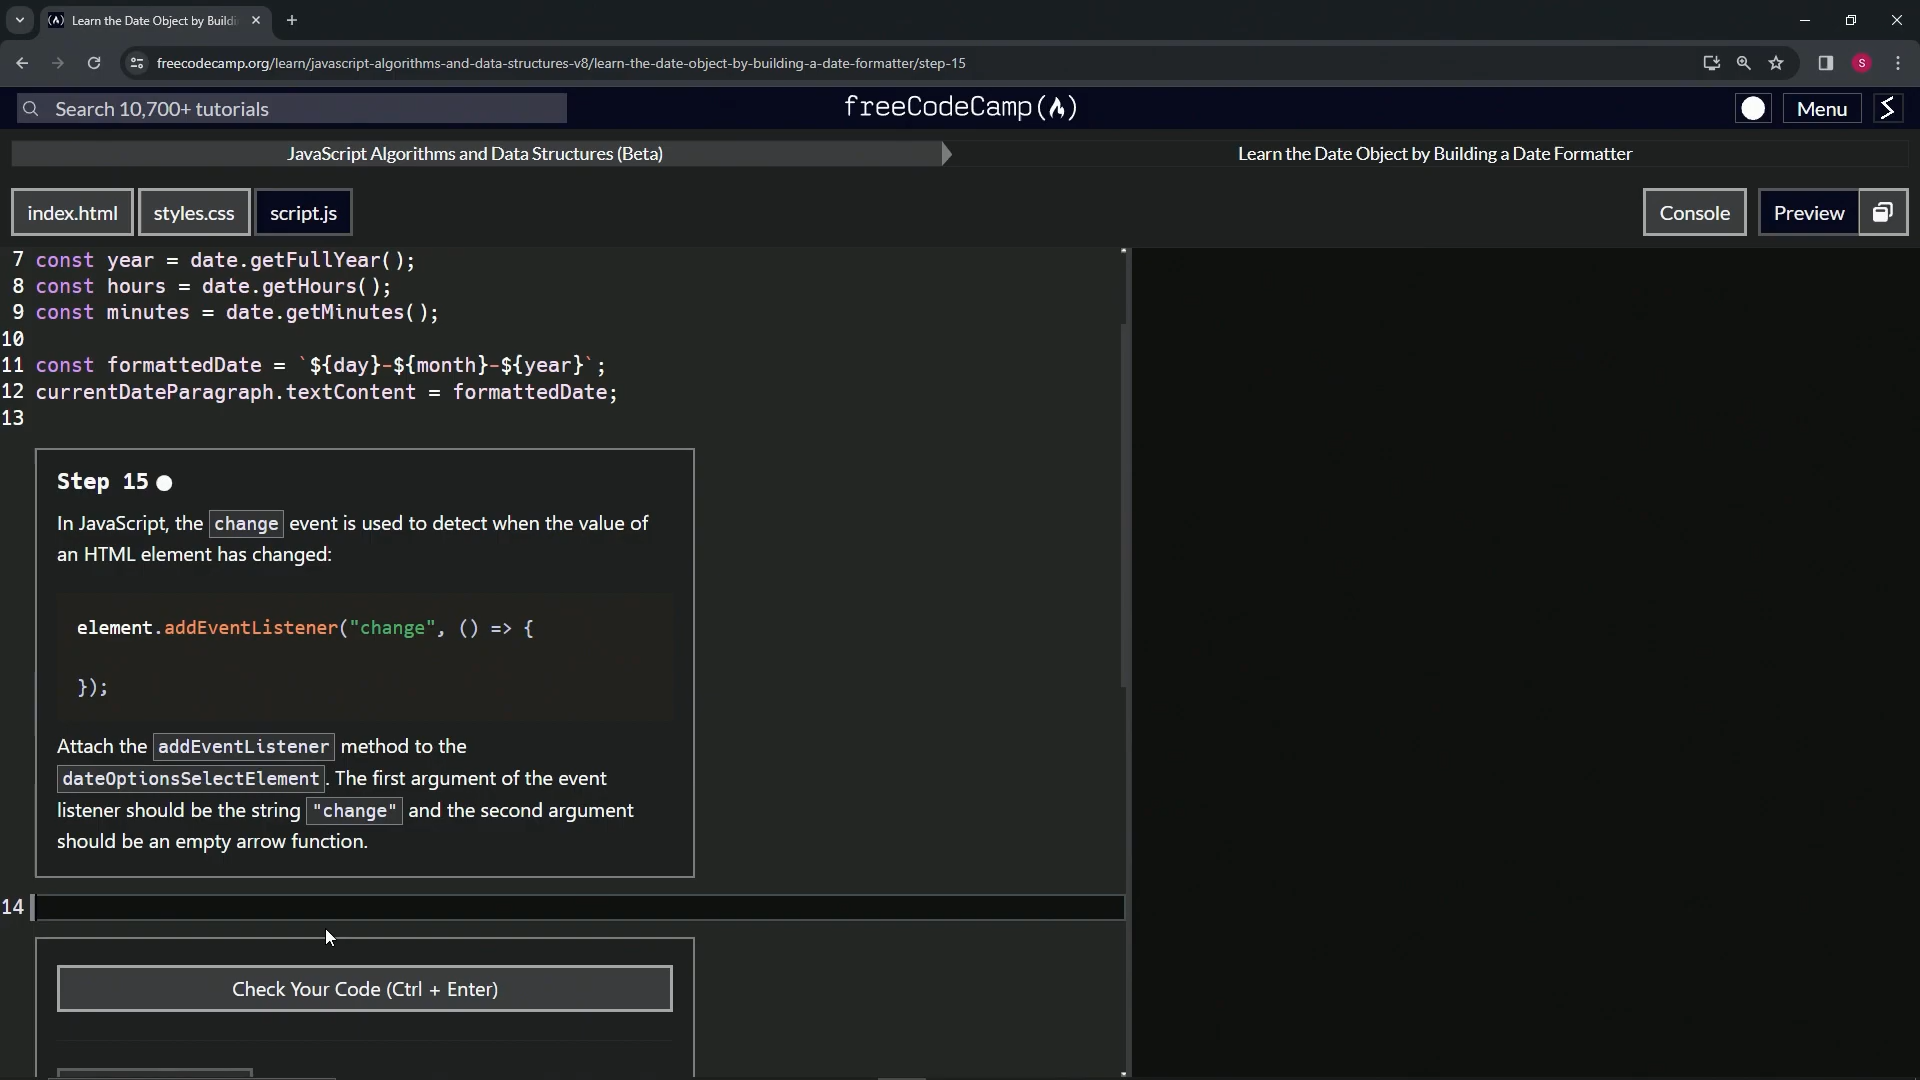 Learn the Date Object by Buildi
freecodecamp.org/learn/javascript-algorithms-and-data-structures-v8/learn-the-date-object-by-building-a-date-formatter/step-15
S
Search 10,700+ tutorials
freeCodeCamp
Menu
JavaScript Algorithms and Data Structures (Beta)
Learn the Date Object by Building a Date Formatter
index.html
styles.css
script.js
Console
Preview
7 const year = date.getFullYear();
8 const hours = date.getHours();
9 const minutes = date.getMinutes();
10
11 const formattedDate = `${day}-${month}-${year}`;
12 currentDateParagraph.textContent = formattedDate;
13
Step 15
In JavaScript, the change event is used to detect when the value of
an HTML element has changed:
element.addEventListener("change", () => {
});
Attach the addEventListener method to the
dateOptionsSelectElement. The first argument of the event
listener should be the string "change" and the second argument
should be an empty arrow function.
14
Check Your Code (Ctrl + Enter)